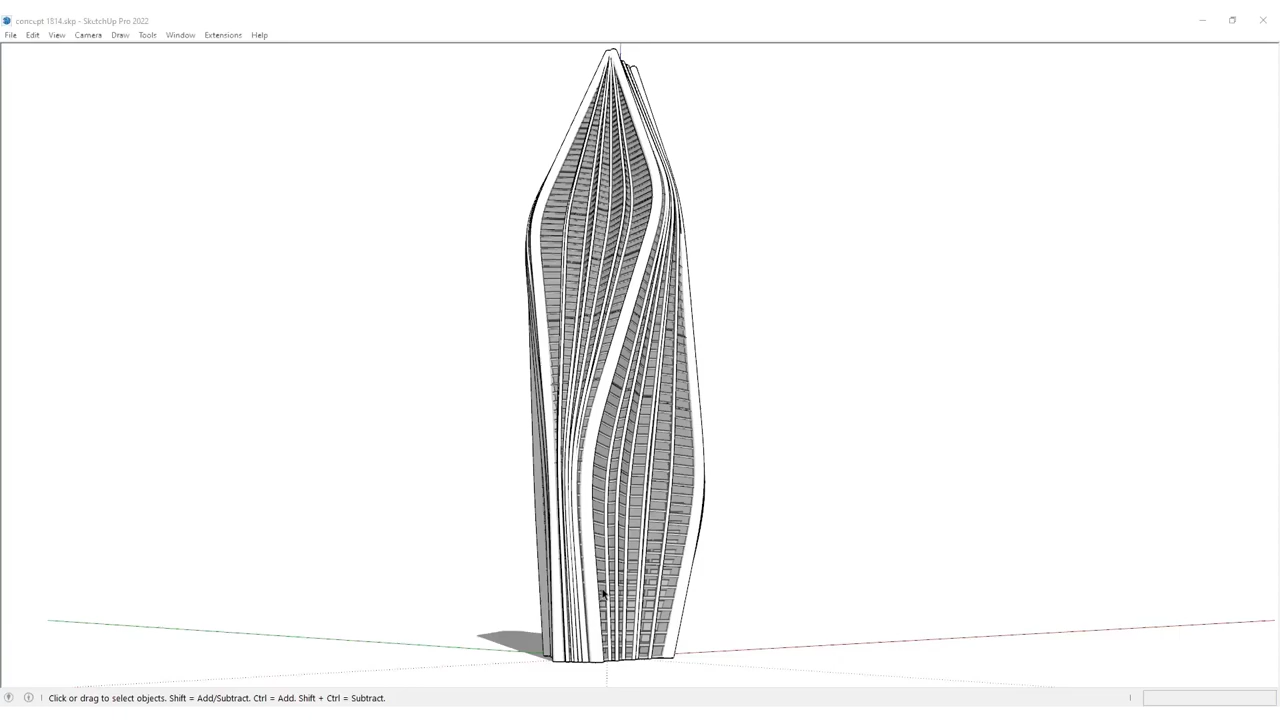 concept 1814.skp - SketchUp Pro 2022
File Edit View Camera Draw Tools Window Extensions Help
Click or drag to select objects. Shift = Add/Subtract. Ctrl = Add. Shift + Ctrl = Subtract.